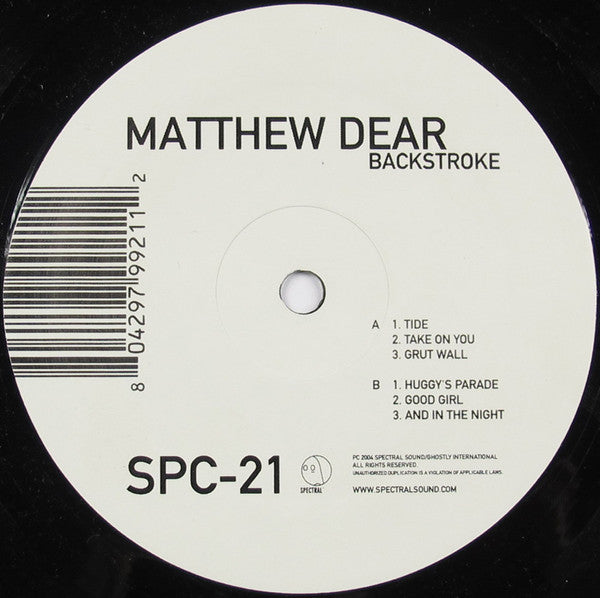 MATTHEW DEAR
BACKSTROKE
8 04297 99211 2
A 1. TIDE
2. TAKE ON YOU
3. GRUT WALL
B 1. HUGGY'S PARADE
2. GOOD GIRL
3. AND IN THE NIGHT
SPC-21
SPECTRAL
PC 2004 SPECTRAL SOUND/GHOSTLY INTERNATIONAL
ALL RIGHTS RESERVED.
UNAUTHORIZED DUPLICATION IS A VIOLATION OF APPLICABLE LAWS.
WWW.SPECTRALSOUND.COM